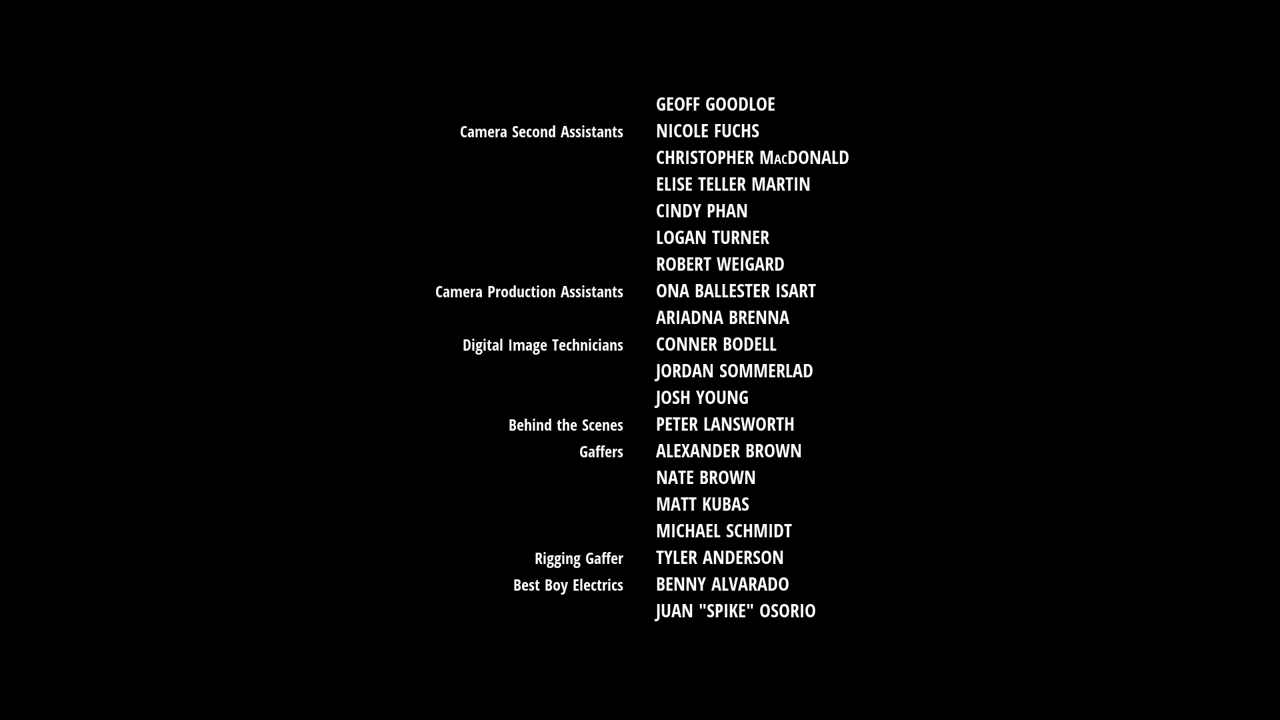 GEOFF GOODLOE
Camera Second Assistants NICOLE FUCHS
CHRISTOPHER MacDONALD
ELISE TELLER MARTIN
CINDY PHAN
LOGAN TURNER
ROBERT WEIGARD
Camera Production Assistants ONA BALLESTER ISART
ARIADNA BRENNA
Digital Image Technicians CONNER BODELL
JORDAN SOMMERLAD
JOSH YOUNG
Behind the Scenes PETER LANSWORTH
Gaffers ALEXANDER BROWN
NATE BROWN
MATT KUBAS
MICHAEL SCHMIDT
Rigging Gaffer TYLER ANDERSON
Best Boy Electrics BENNY ALVARADO
JUAN "SPIKE" OSORIO